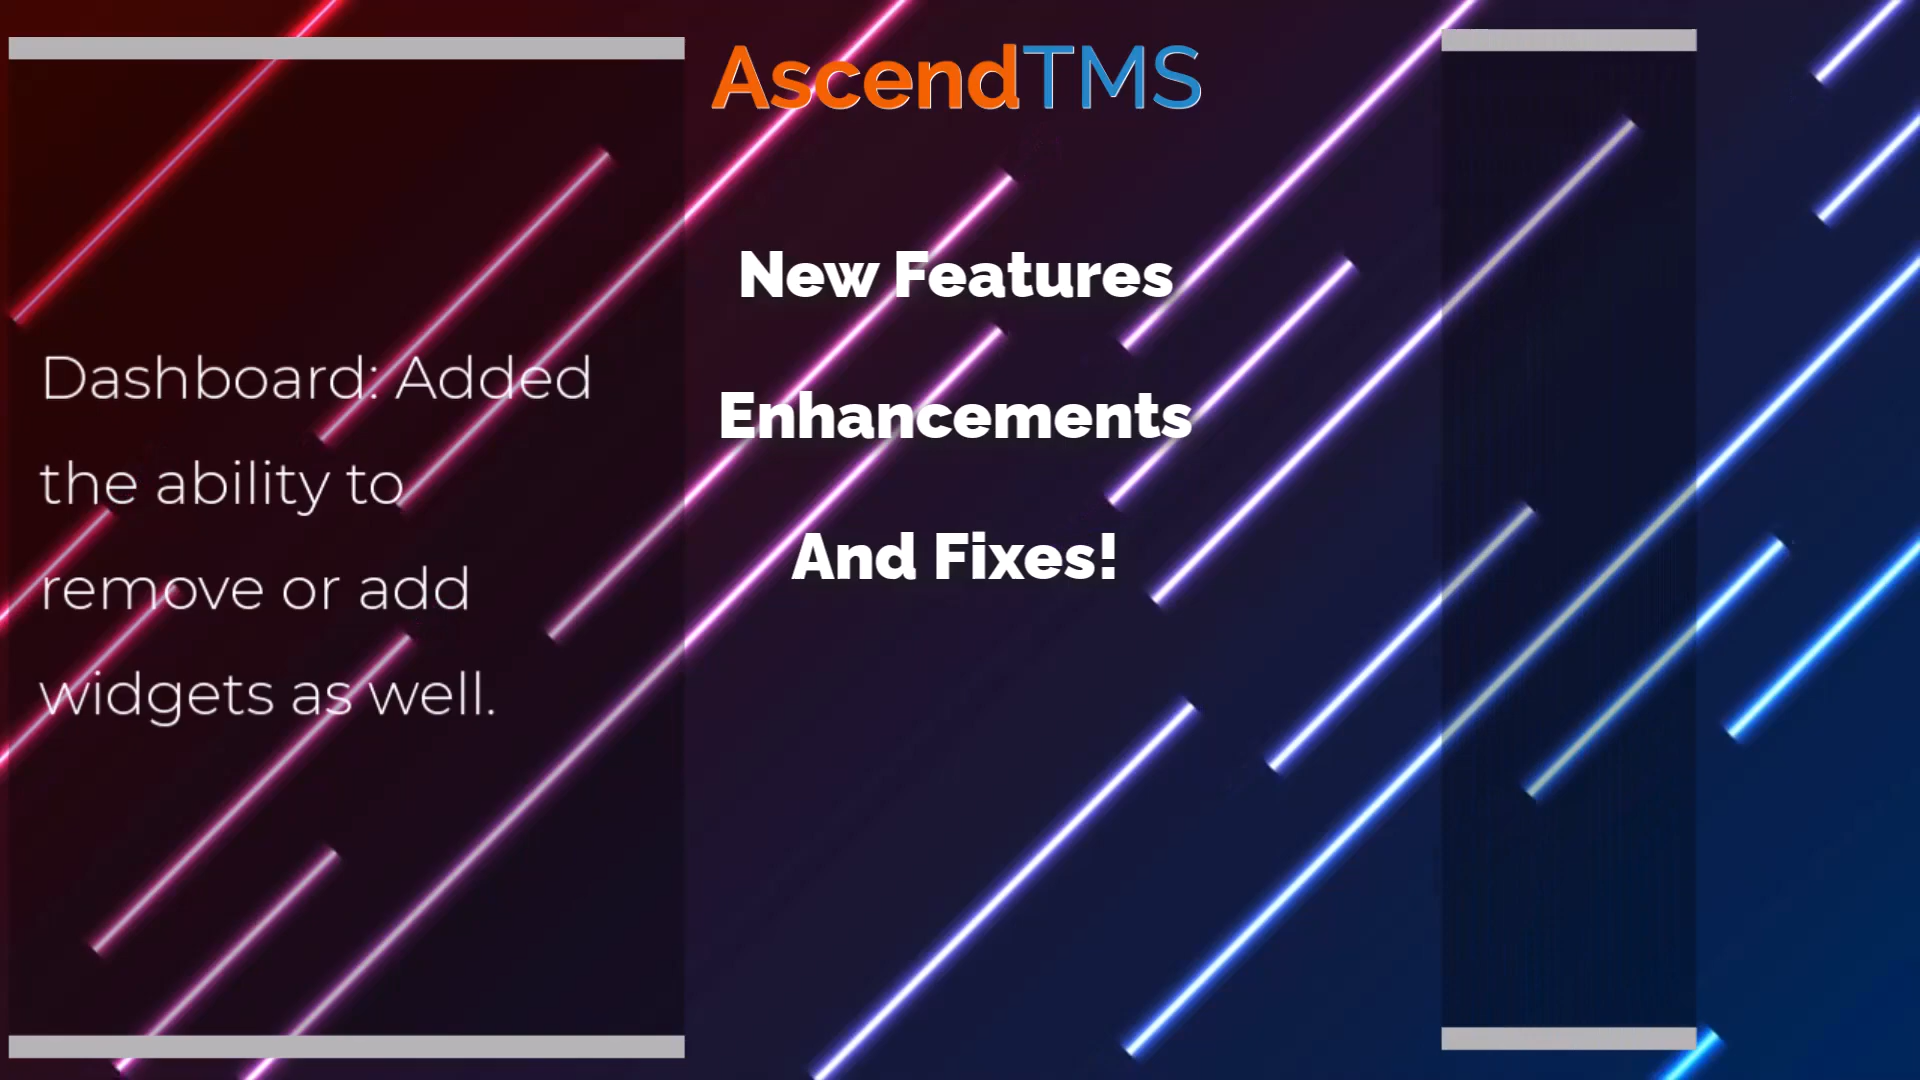 AscendTMS
New Features
Enhancements
And Fixes!
Dashboard: Added
the ability to
remove or add
widgets as well.